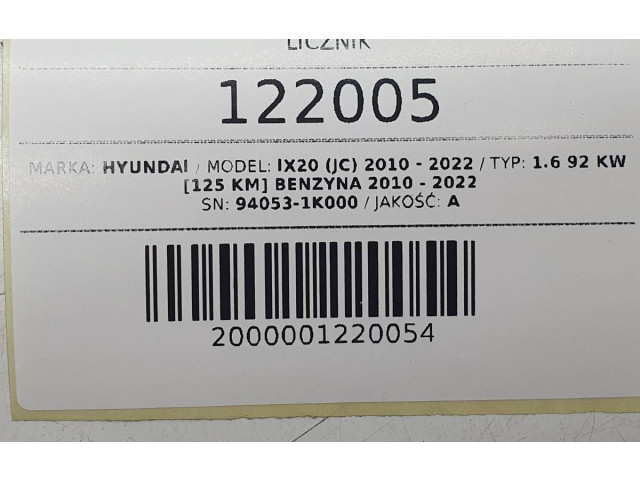 LICZNIK
122005
MARKA: HYUNDAI / MODEL: IX20 (JC) 2010 - 2022 / TYP: 1.6 92 KW
[125 KM] BENZYNA 2010 - 2022
SN: 94053-1K000 / JAKOŚĆ: A
2000001220054